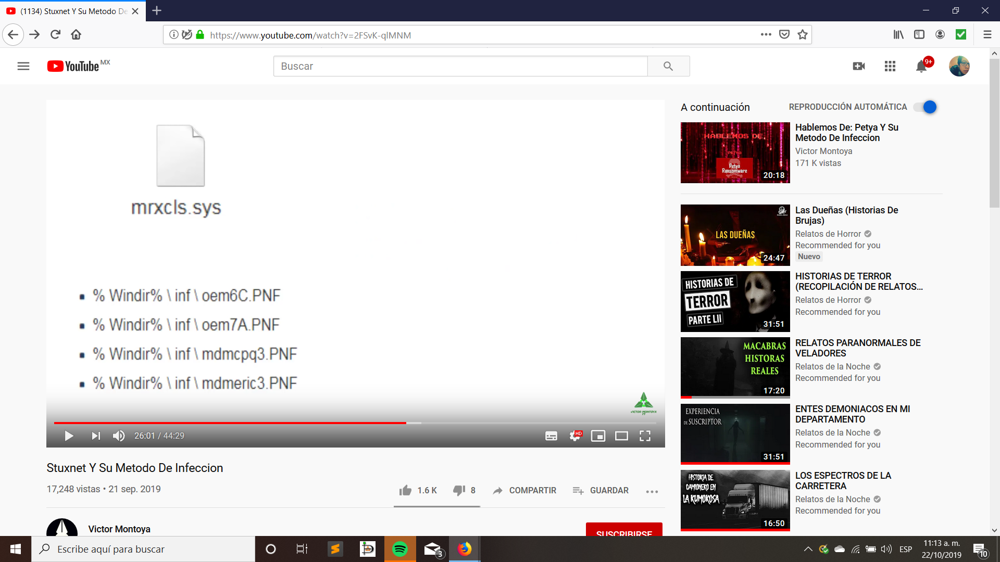 (1134) Stuxnet Y Su Metodo De
https://www.youtube.com/watch?v=2FSvK-qlMNM
YouTube MX
Buscar
9+
mrxcls.sys
% Windir% \ inf \ oem6C.PNF
% Windir% \ inf \ oem7A.PNF
% Windir% \ inf \ mdmcpq3.PNF
% Windir% \ inf \ mdmeric3.PNF
VICTOR MONTOYA
26:01 / 44:29
HD
Stuxnet Y Su Metodo De Infeccion
17,248 vistas • 21 sep. 2019
1.6 K
8
COMPARTIR
GUARDAR
Victor Montoya
SUSCRIBIRSE
A continuación
REPRODUCCIÓN AUTOMÁTICA
HABLEMOS DE
PETYA
Petya
Ransomware
20:18
Hablemos De: Petya Y Su
Metodo De Infeccion
Victor Montoya
171 K vistas
LAS DUEÑAS
24:47
Las Dueñas (Historias De
Brujas)
Relatos de Horror
Recommended for you
Nuevo
HISTORIAS DE
TERROR
PARTE LII
31:51
HISTORIAS DE TERROR
(RECOPILACIÓN DE RELATOS...
Relatos de Horror
Recommended for you
MACABRAS
HISTORAS
REALES
17:20
RELATOS PARANORMALES DE
VELADORES
Relatos de la Noche
Recommended for you
EXPERIENCIA
DE SUSCRIPTOR
31:51
ENTES DEMONIACOS EN MI
DEPARTAMENTO
Relatos de la Noche
Recommended for you
HISTORIA DE
CAMIONERO EN
LA RUMOROSA
16:50
LOS ESPECTROS DE LA
CARRETERA
Relatos de la Noche
Recommended for you
Escribe aquí para buscar
3
ESP
11:13 a. m.
22/10/2019
10